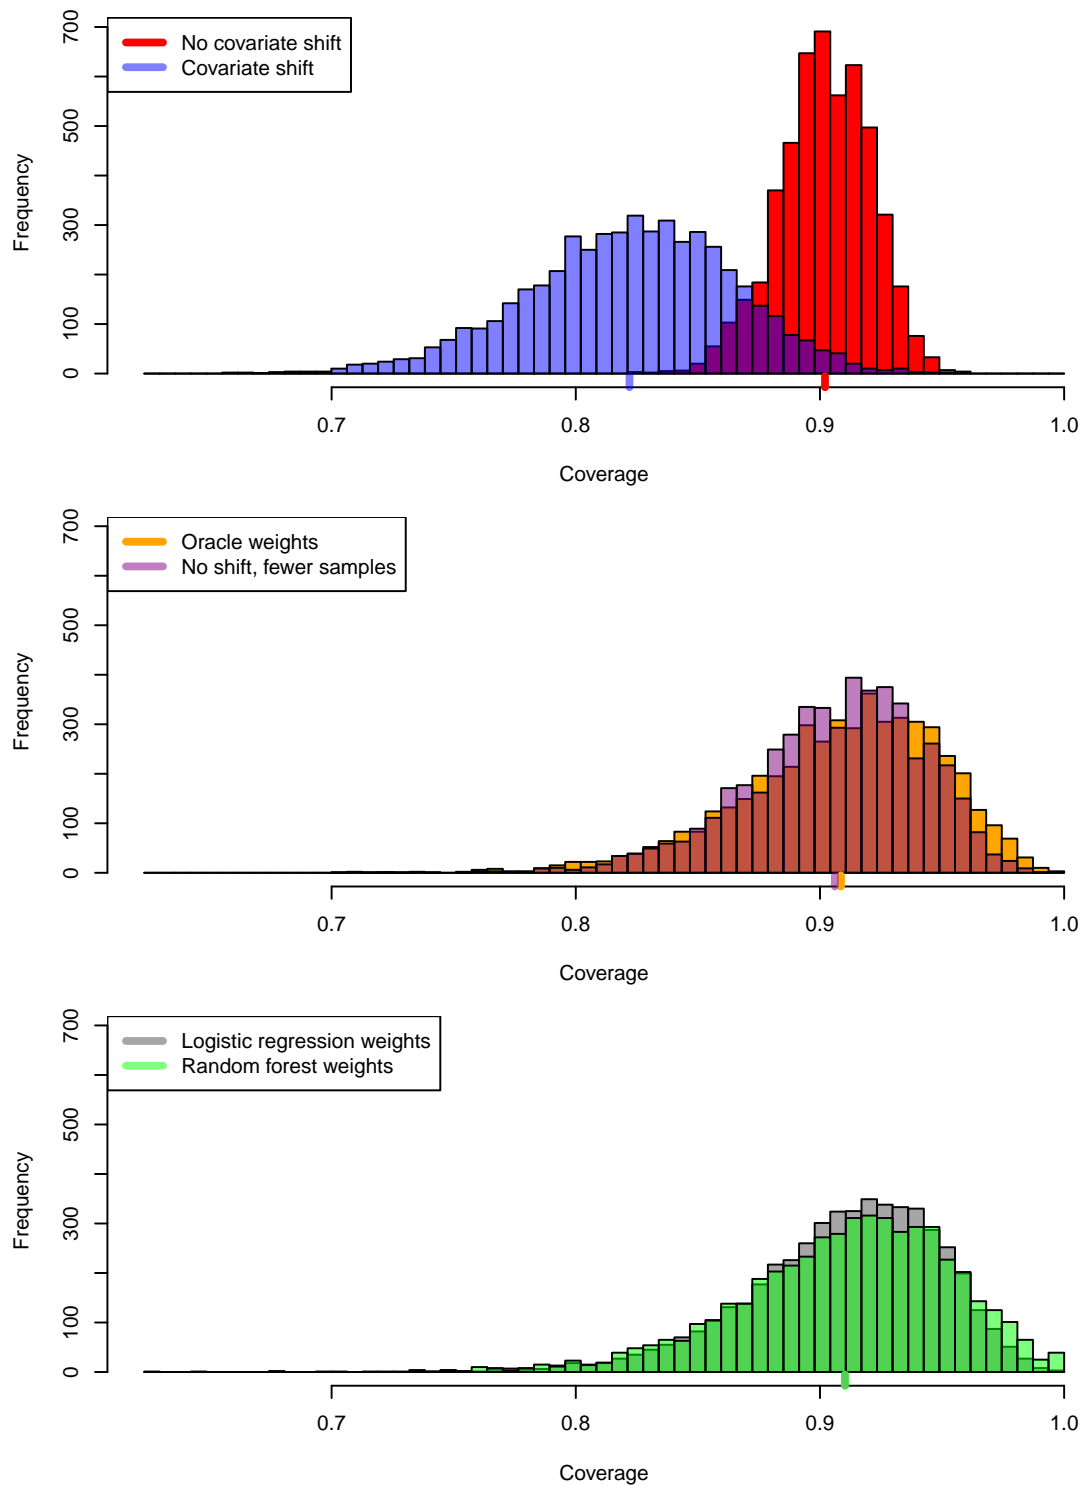 No covariate shift
Covariate shift
Frequency
0 100 300 500 700
0.7 0.8 0.9 1.0
Coverage
Oracle weights
No shift, fewer samples
Frequency
0 100 300 500 700
0.7 0.8 0.9 1.0
Coverage
Logistic regression weights
Random forest weights
Frequency
0 100 300 500 700
0.7 0.8 0.9 1.0
Coverage